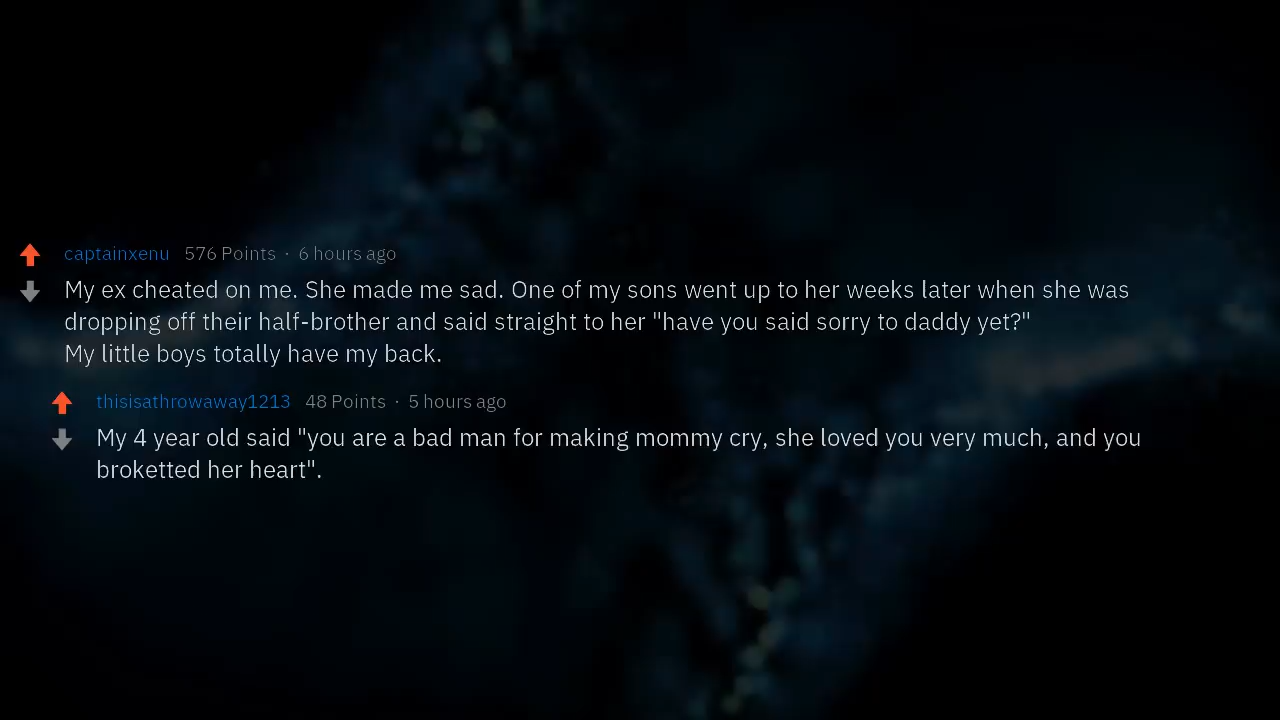 captainxenu 576 Points · 6 hours ago
My ex cheated on me. She made me sad. One of my sons went up to her weeks later when she was
dropping off their half-brother and said straight to her "have you said sorry to daddy yet?"
My little boys totally have my back.
thisisathrowaway1213 48 Points · 5 hours ago
My 4 year old said "you are a bad man for making mommy cry, she loved you very much, and you
broketted her heart".